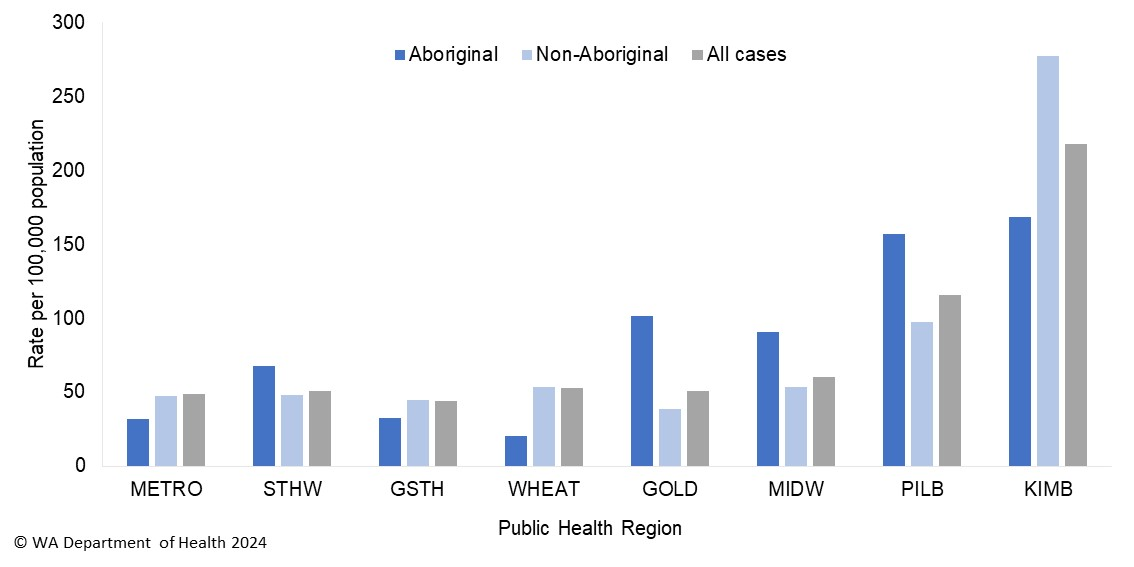 300
Aboriginal Non-Aboriginal All cases
250
200
150
100
50
0
Rate per 100,000 population
METRO STHW GSTH WHEAT GOLD MIDW PILB KIMB
Public Health Region
© WA Department of Health 2024